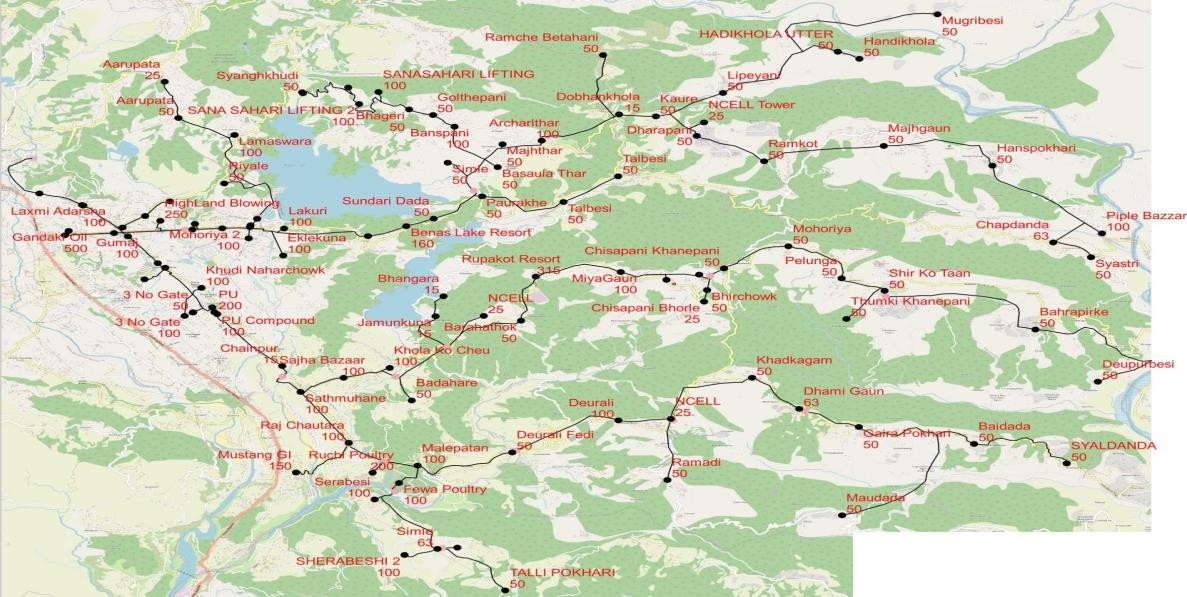 Mugribesi
50
Ramche Betahani
50
HADIKHOLA UTTER
50
Handikhola
50
Aarupata
25
Syanghkhudi
50
SANASAHARI LIFTING
100
Lipeyani
50
Aarupata
50
SANA SAHARI LIFTING 2
100
Bhageri
50
Golthepani
50
Dobhankhola
15
Kaure
50
NCELL Tower
25
Banspani
50
Archarlthar
100
Dharapani
50
Majhgaun
50
Lamaswara
100
Majhthar
50
Ramkot
50
Hanspokhari
50
Riyale
50
Simle
50
Basaula Thar
50
Talbesi
50
Laxmi Adarsha
100
HighLand Blowing
250
Lakuri
100
Sundari Dada
50
Paurakhe
50
Talbesi
50
Chapdanda
63
Piple Bazzar
100
Gandaki Oil
500
Gumaj
100
Mohoriya 2
100
Eklekuna
100
Benas Lake Resort
160
Mohoriya
50
Syastri
50
Khudi Naharchowk
100
Rupakot Resort
315
Chisapani Khanepani
50
Pelunga
50
Bhangara
15
MiyaGaun
100
Shir Ko Taan
50
3 No Gate
50
PU
200
NCELL
25
Chisapani Bhorle
25
Bhirchowk
50
Thumki Khanepani
50
3 No Gate
100
PU Compound
100
Jamunkuna
15
Barahathok
50
Bahrapirke
50
Chainpur
15
Sajha Bazaar
100
Khola Ko Cheu
100
Khadkagam
50
Deupurbesi
50
Sathmuhane
100
Badahare
50
Deurali
100
NCELL
25
Dhami Gaun
63
Raj Chautara
100
Deurali Fedi
50
Gaira Pokhari
50
Baidada
50
SYALDANDA
50
Mustang GI
150
Ruchi Poultry
200
Malepatan
100
Ramadi
50
Serabesi
100
Fewa Poultry
100
Maudada
50
Simle
63
SHERABESHI 2
100
TALLI POKHARI
50